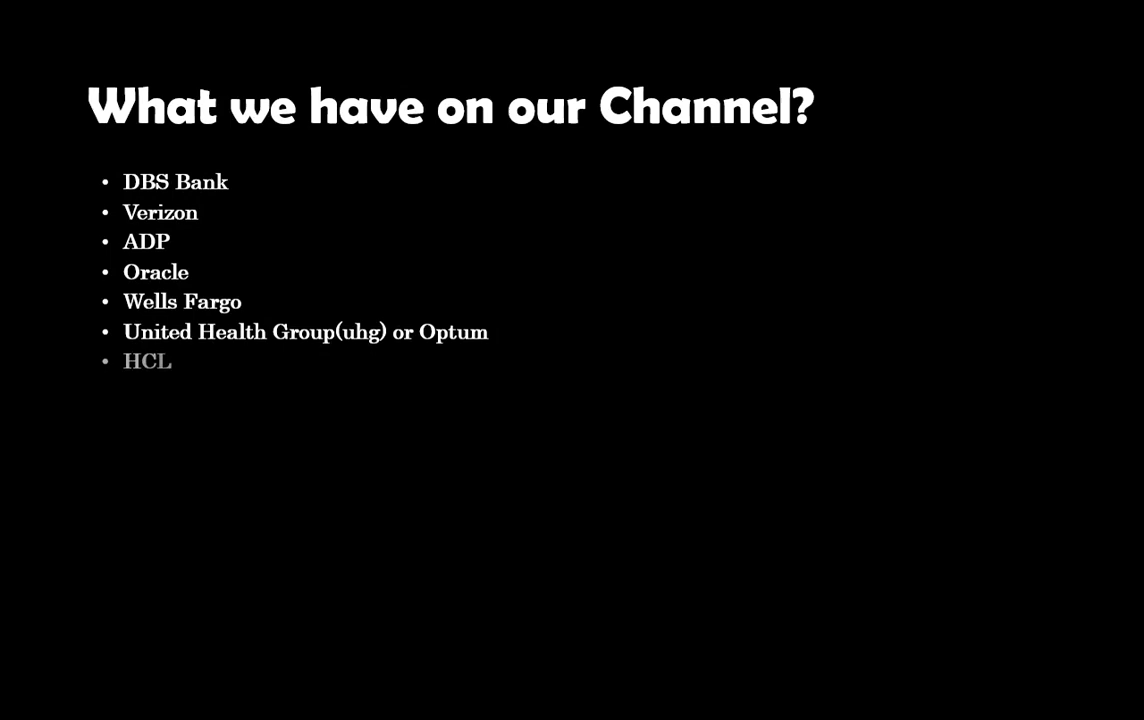 What we have on our Channel?
• DBS Bank
• Verizon
• ADP
• Oracle
• Wells Fargo
• United Health Group(uhg) or Optum
• HCL